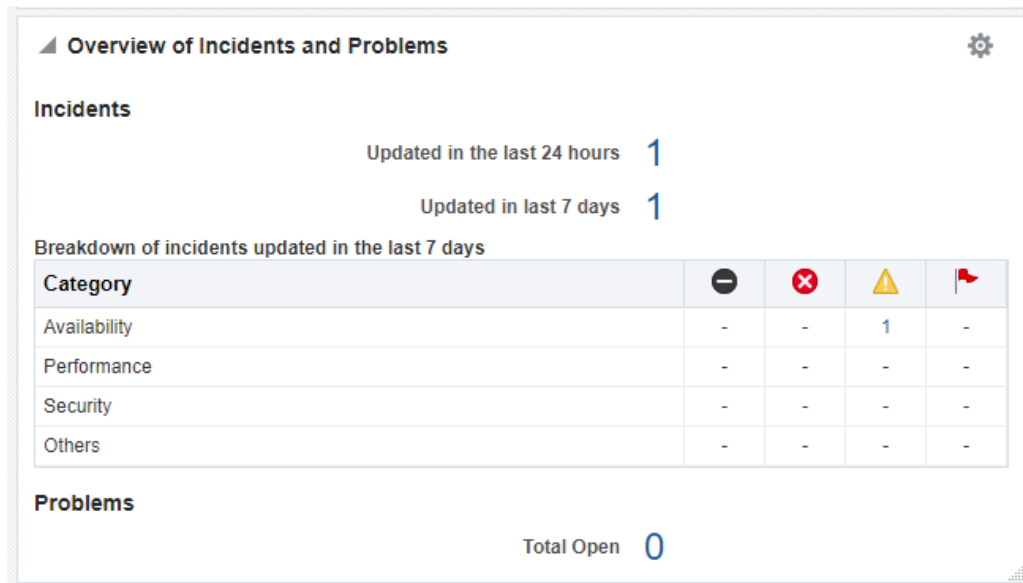 Overview of Incidents and Problems
Incidents
Updated in the last 24 hours 1
Updated in last 7 days 1
Breakdown of incidents updated in the last 7 days
Category
Availability - - 1 -
Performance - - - -
Security - - - -
Others - - - -
Problems
Total Open 0